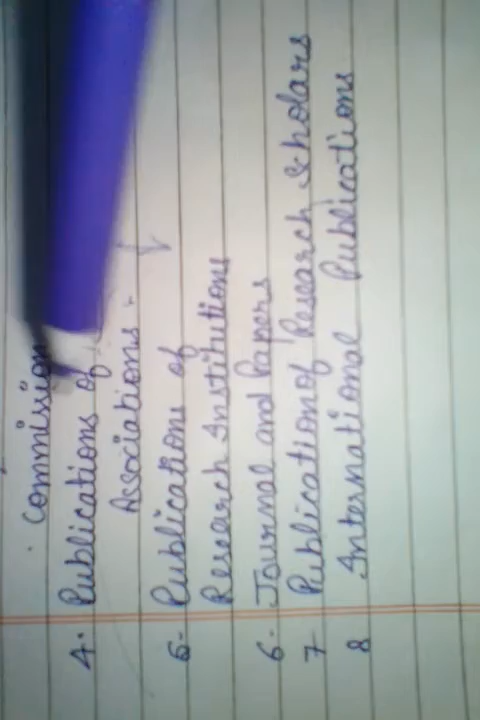 Commission
4. Publications of
Associations.
5. Publications of
Research Institutions
6. Journal and Papers
7 Publication of Research Scholars
8 International Publications